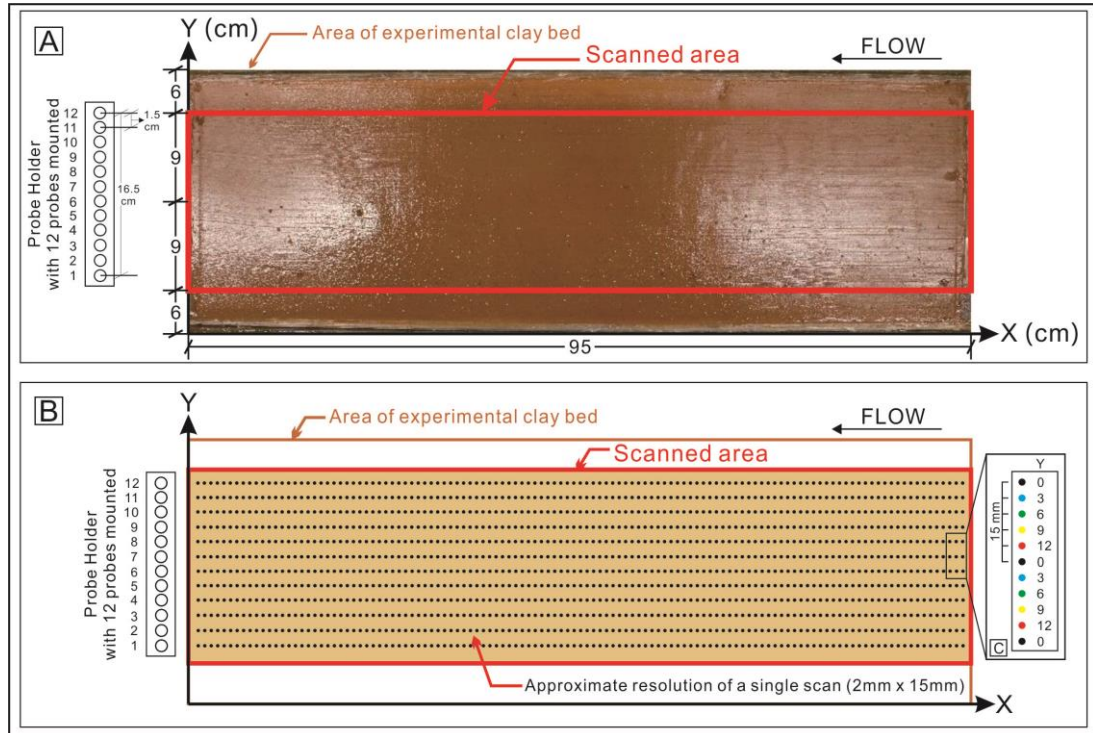 A
Y (cm)
Area of experimental clay bed
Scanned area
FLOW
6
9
9
6
12
11
10
9
8
7
6
5
4
3
2
1
1.5
cm
16.5
cm
Probe Holder
with 12 probes mounted
95
X (cm)
B
Y
Area of experimental clay bed
Scanned area
FLOW
12
11
10
9
8
7
6
5
4
3
2
1
Probe Holder
with 12 probes mounted
Y
0
3
6
9
12
0
3
6
9
12
0
15 mm
C
Approximate resolution of a single scan (2mm x 15mm)
X